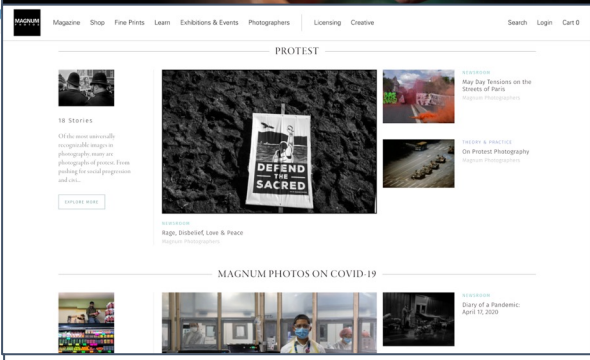 MAGNUM
PHOTOS
Magazine Shop Fine Prints Learn Exhibitions & Events Photographers Licensing Creative Search Login Cart 0
PROTEST
18 Stories
Of the most universally
recognizable images in
photography, many are
photographs of protest. From
pushing for social progression
and civi...
EXPLORE MORE
DEFEND
THE
SACRED
NEWSROOM
Rage, Disbelief, Love & Peace
Magnum Photographers
NEWSROOM
May Day Tensions on the
Streets of Paris
Magnum Photographers
THEORY & PRACTICE
On Protest Photography
Magnum Photographers
MAGNUM PHOTOS ON COVID-19
NEWSROOM
Diary of a Pandemic:
April 17, 2020